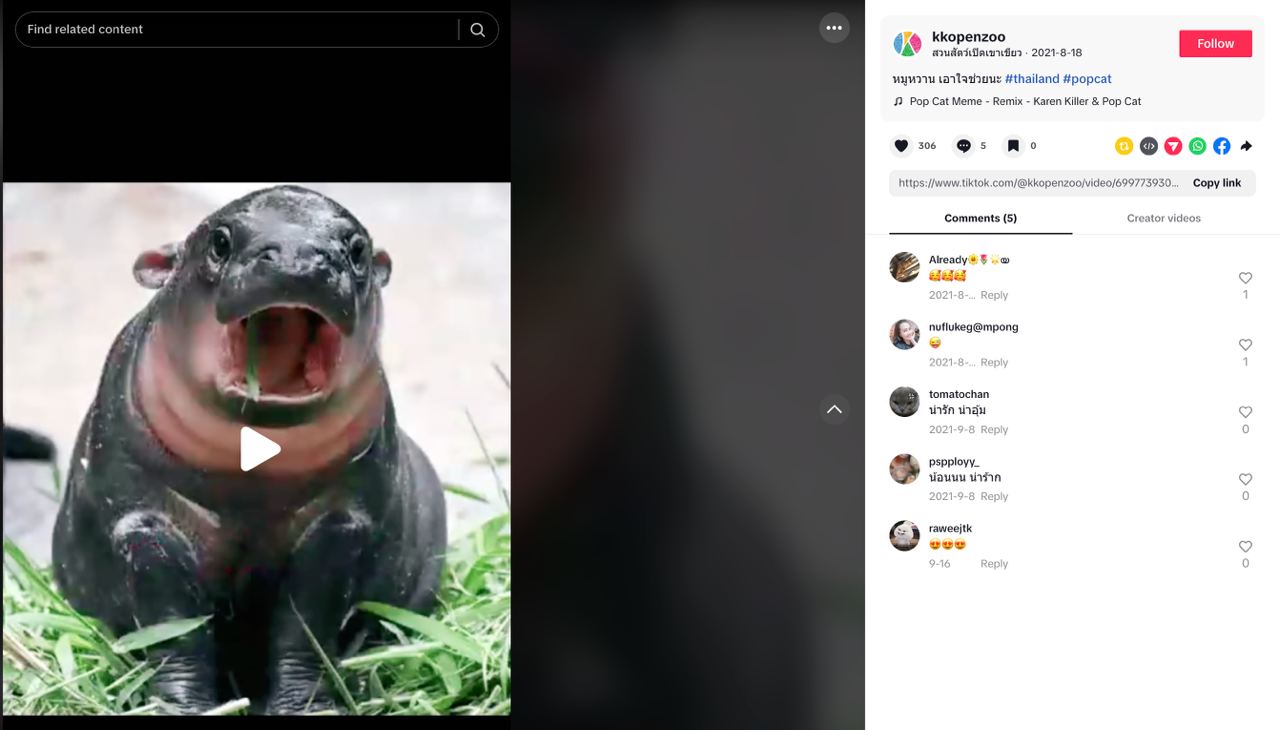 Find related content
kkopenzoo
สวนสัตว์เปิดเขาเขียว · 2021-8-18
Follow
หมูหวาน เอาใจช่วยนะ #thailand #popcat
Pop Cat Meme - Remix - Karen Killer & Pop Cat
306
5
0
https://www.tiktok.com/@kkopenzoo/video/699773930...
Copy link
Comments (5)
Creator videos
Already
2021-8-... Reply
1
nuflukeg@mpong
2021-8-... Reply
1
tomatochan
น่ารัก น่าอุ้ม
2021-9-8 Reply
0
pspployyy_
น้อนนน น่าร้าก
2021-9-8 Reply
0
raweejtk
9-16 Reply
0